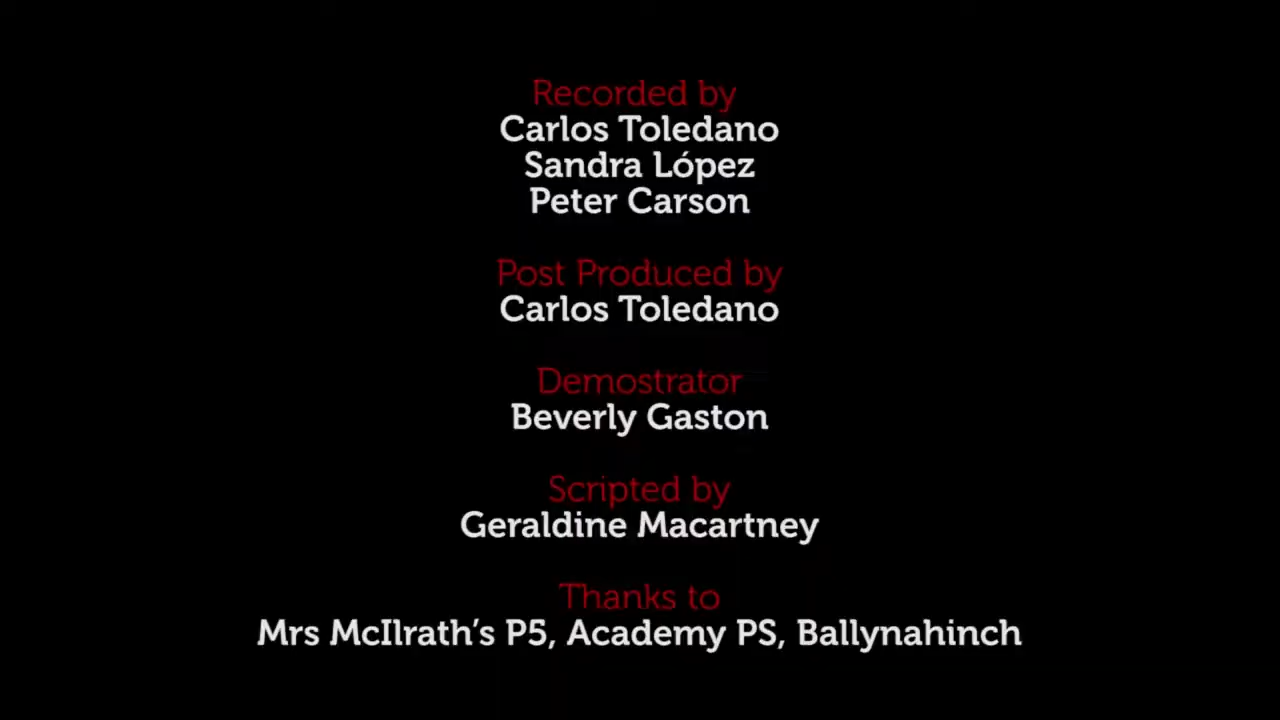 Recorded by
Carlos Toledano
Sandra López
Peter Carson
Post Produced by
Carlos Toledano
Demostrator
Beverly Gaston
Scripted by
Geraldine Macartney
Thanks to
Mrs McIlrath’s P5, Academy PS, Ballynahinch